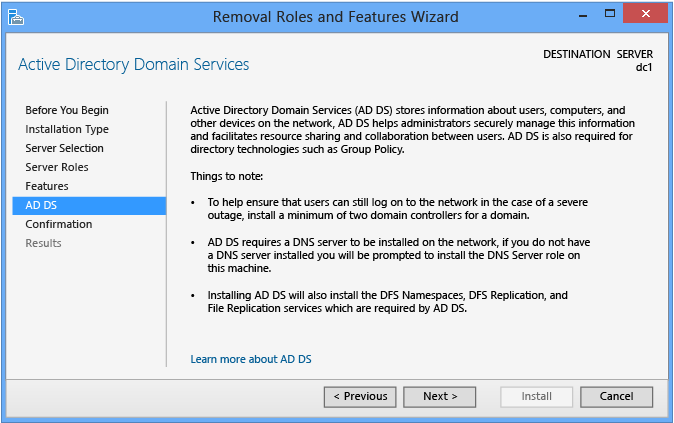 Removal Roles and Features Wizard
Active Directory Domain Services
DESTINATION SERVER
dc1
Before You Begin
Installation Type
Server Selection
Server Roles
Features
AD DS
Confirmation
Results
Active Directory Domain Services (AD DS) stores information about users, computers, and
other devices on the network, AD DS helps administrators securely manage this information
and facilitates resource sharing and collaboration between users. AD DS is also required for
directory technologies such as Group Policy.
Things to note:
• To help ensure that users can still log on to the network in the case of a severe
outage, install a minimum of two domain controllers for a domain.
• AD DS requires a DNS server to be installed on the network, if you do not have
a DNS server installed you will be prompted to install the DNS Server role on
this machine.
• Installing AD DS will also install the DFS Namespaces, DFS Replication, and
File Replication services which are required by AD DS.
Learn more about AD DS
< Previous
Next >
Install
Cancel